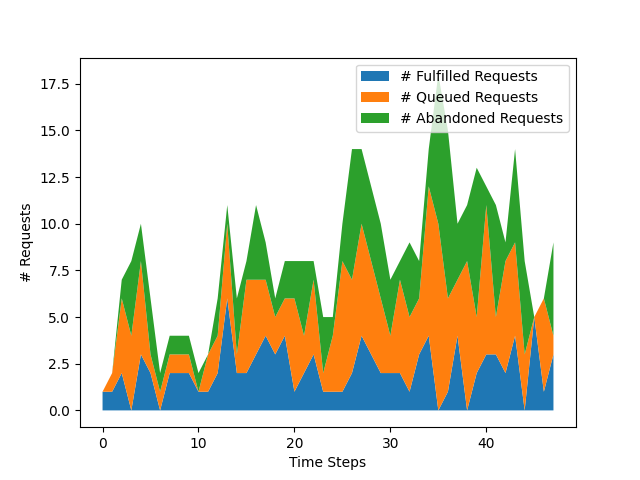 # Fulfilled Requests
# Queued Requests
# Abandoned Requests
17.5
15.0
12.5
10.0
7.5
5.0
2.5
0.0
# Requests
0 10 20 30 40
Time Steps